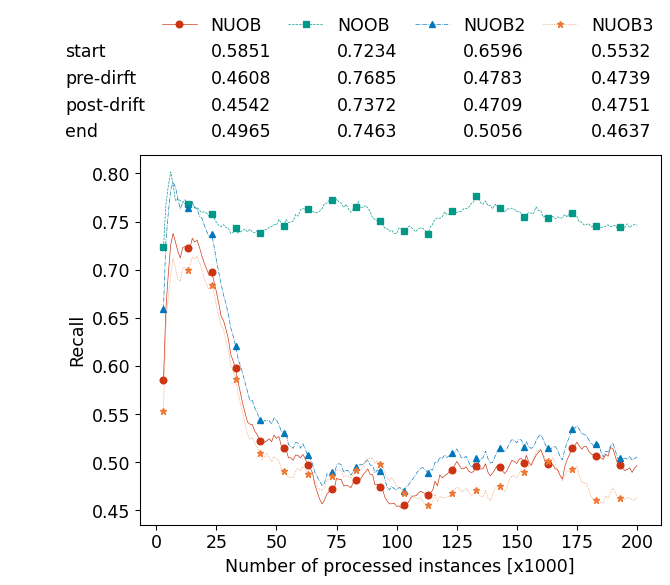 NUOB NOOB NUOB2 NUOB3
start 0.5851 0.7234 0.6596 0.5532
pre-dirft 0.4608 0.7685 0.4783 0.4739
post-drift 0.4542 0.7372 0.4709 0.4751
end 0.4965 0.7463 0.5056 0.4637
0.80
0.75
0.70
0.65
0.60
0.55
0.50
0.45
Recall
0 25 50 75 100 125 150 175 200
Number of processed instances [x1000]